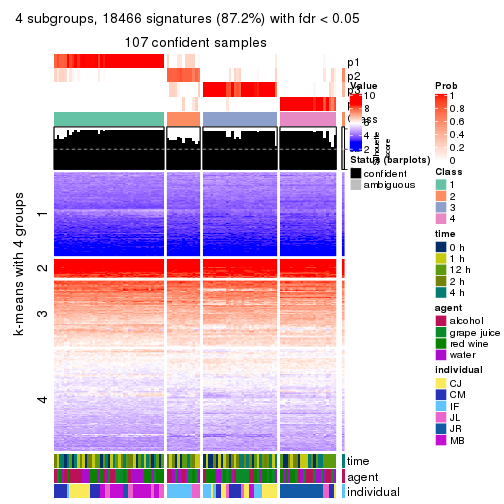 4 subgroups, 18466 signatures (87.2%) with fdr < 0.05
107 confident samples
p1
p2
p3
Class
Silhouette score
k-means with 4 groups
1
2
3
4
time
agent
individual
Value
10
8
6
4
2
Status (barplots)
confident
ambiguous
Prob
1
0.8
0.6
0.4
0.2
0
Class
1
2
3
4
time
0 h
1 h
12 h
2 h
4 h
agent
alcohol
grape juice
red wine
water
individual
CJ
CM
IF
JL
JR
MB